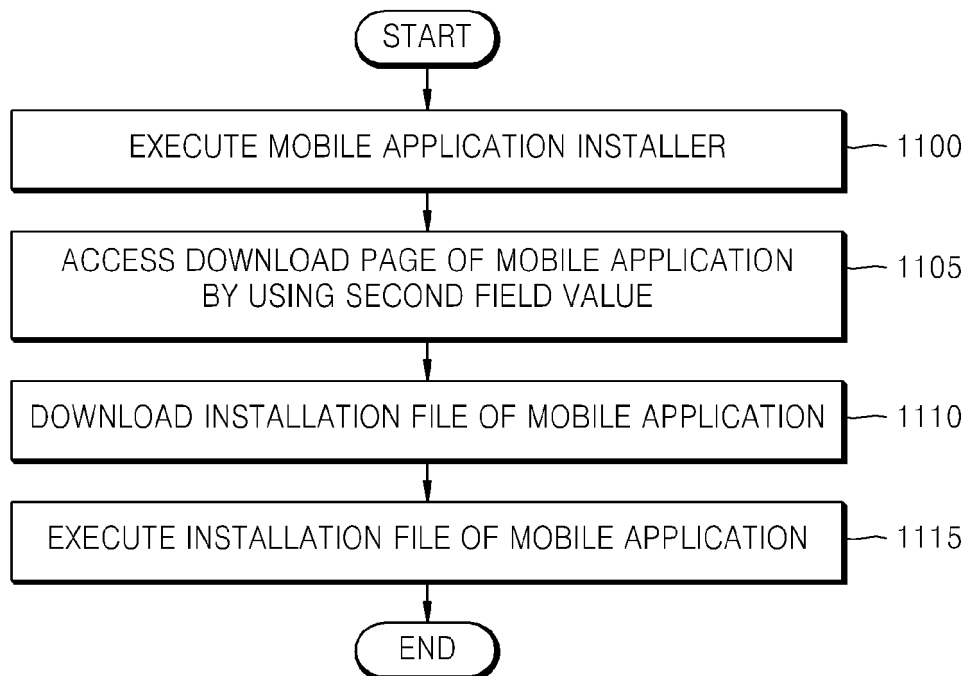 START
EXECUTE MOBILE APPLICATION INSTALLER
1100
ACCESS DOWNLOAD PAGE OF MOBILE APPLICATION
BY USING SECOND FIELD VALUE
1105
DOWNLOAD INSTALLATION FILE OF MOBILE APPLICATION
1110
EXECUTE INSTALLATION FILE OF MOBILE APPLICATION
1115
END